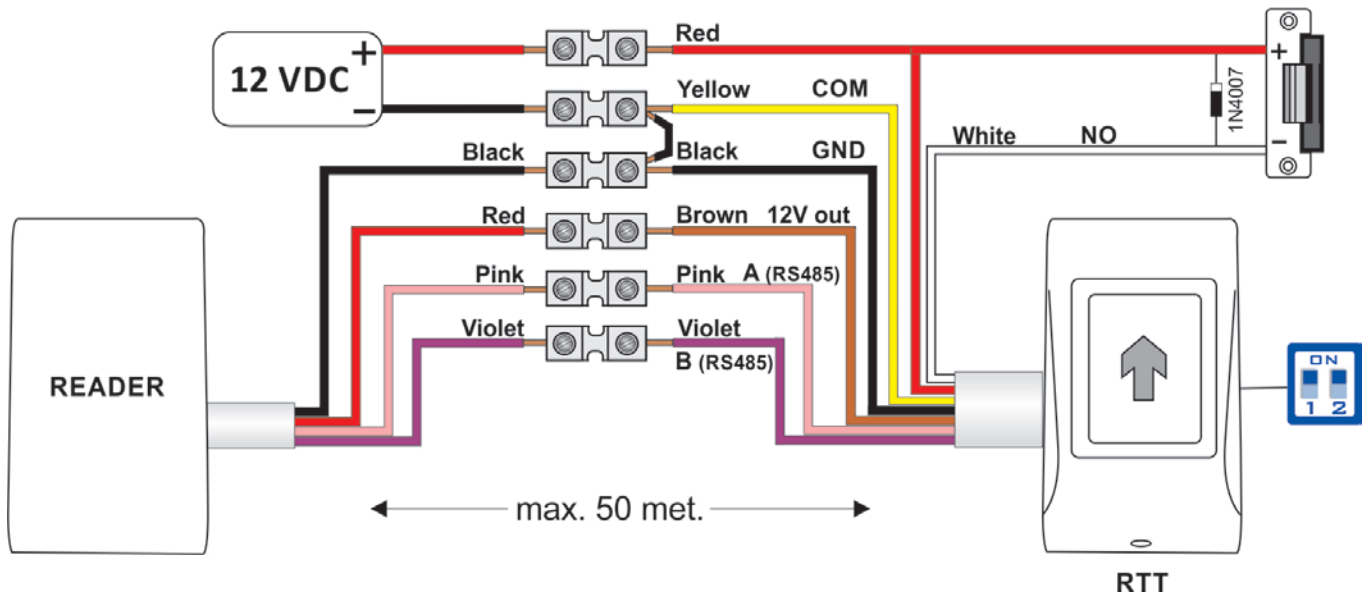 Red
+
12 VDC
−
+
1N4007
−
Yellow COM
White NO
Black Black GND
Red Brown 12V out
Pink Pink A (RS485)
Violet Violet
B (RS485)
READER
ON
1 2
max. 50 met.
RTT